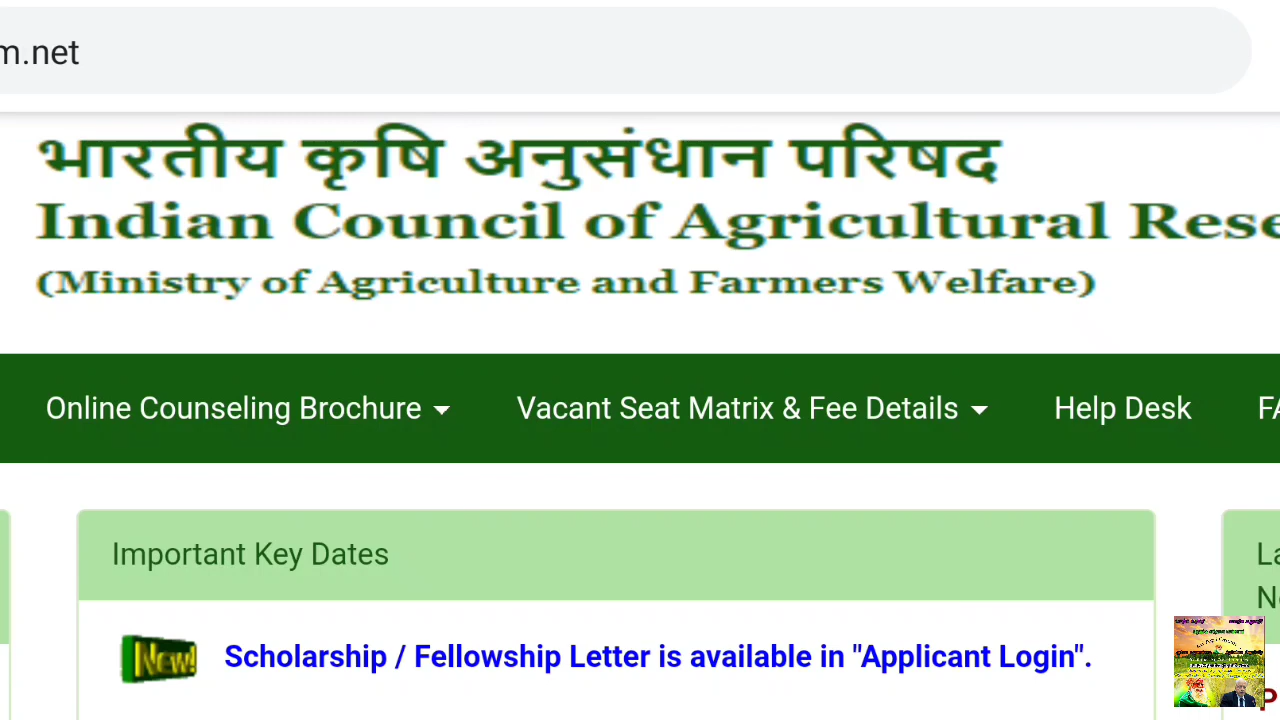 m.net
भारतीय कृषि अनुसंधान परिषद
Indian Council of Agricultural Rese
(Ministry of Agriculture and Farmers Welfare)
Online Counseling Brochure
Vacant Seat Matrix & Fee Details
Help Desk
FA
Important Key Dates
La
New! Scholarship / Fellowship Letter is available in "Applicant Login".